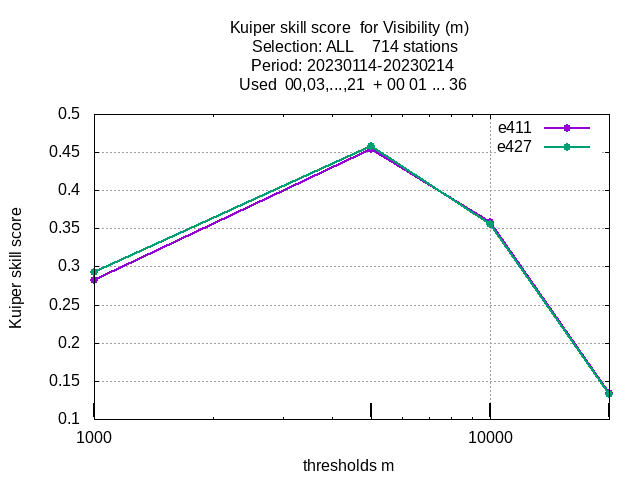 Kuiper skill score  for Visibility (m)
Selection: ALL    714 stations
Period: 20230114-20230214
Used  00,03,...,21  + 00 01 ... 36
e411
e427
0.5
0.45
0.4
0.35
0.3
0.25
0.2
0.15
0.1
Kuiper skill score
1000
10000
thresholds m